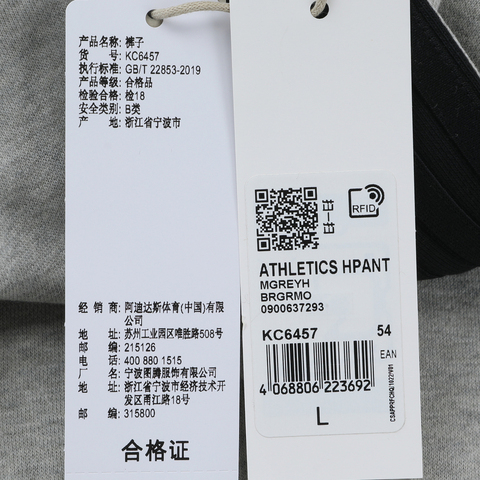 产品名称: 裤子
货 号: KC6457
执行标准: GB/T 22853-2019
产品等级: 合格品
检验合格: 检18
安全类别: B类
产 地: 浙江省宁波市
经 销 商: 阿迪达斯体育(中国)有限
公司
地 址: 苏州工业园区唯胜路508号
邮 编: 215126
电 话: 400 880 1515
厂 名: 宁波图腾服饰有限公司
地 址: 浙江省宁波市经济技术开
发区甬江路18号
邮 编: 315800
合格证
RFID
ATHLETICS HPANT
MGREYH
BRGRMO
0900637293
KC6457 54
EAN
4 068806 223692
L